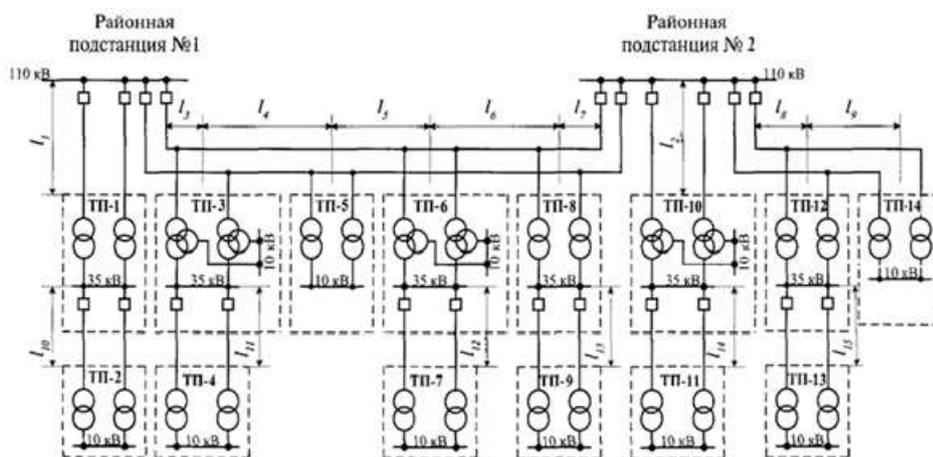 Районная
подстанция №1
Районная
подстанция № 2
110 кВ
110 кВ
l3
l4
l5
l6
l7
l8
l9
l1
l2
ТП-1
ТП-3
ТП-5
ТП-6
ТП-8
ТП-10
ТП-12
ТП-14
10 кВ
10 кВ
10 кВ
35 кВ
35 кВ
10 кВ
35 кВ
35 кВ
35 кВ
35 кВ
110 кВ
l10
l11
l12
l13
l14
l15
ТП-2
ТП-4
ТП-7
ТП-9
ТП-11
ТП-13
10 кВ
10 кВ
10 кВ
10 кВ
10 кВ
10 кВ